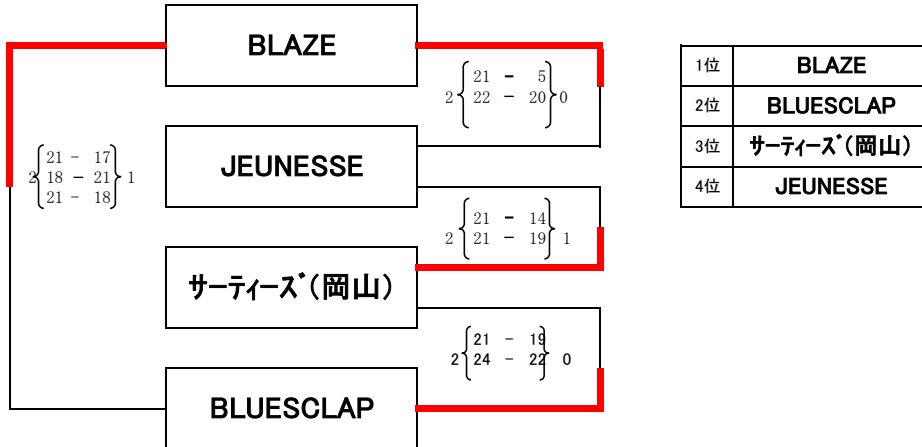 BLAZE
2 21 - 5 0
22 - 20
JEUNESSE
2 21 - 17 1
18 - 21
21 - 18
2 21 - 14 1
21 - 19
サーティーズ(岡山)
2 21 - 19 0
24 - 22
BLUESCLAP
1位 BLAZE
2位 BLUESCLAP
3位 サーティーズ(岡山)
4位 JEUNESSE